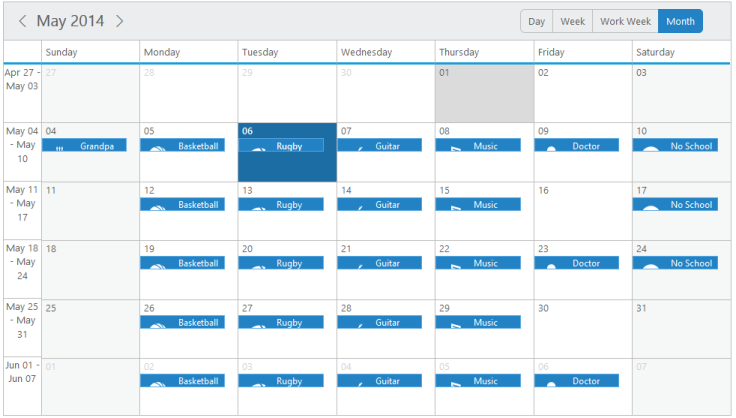 May 2014 Day Week Work Week Month
Sunday Monday Tuesday Wednesday Thursday Friday Saturday
Apr 27 - 27 28 29 30 01 02 03
May 03
May 04 04 05 06 07 08 09 10
- May Grandpa Basketball Rugby Guitar Music Doctor No School
10
May 11 11 12 13 14 15 16 17
- May Basketball Rugby Guitar Music No School
17
May 18 18 19 20 21 22 23 24
- May Basketball Rugby Guitar Music Doctor No School
24
May 25 25 26 27 28 29 30 31
- May Basketball Rugby Guitar Music
31
Jun 01 - 01 02 03 04 05 06 07
Jun 07 Basketball Rugby Guitar Music Doctor